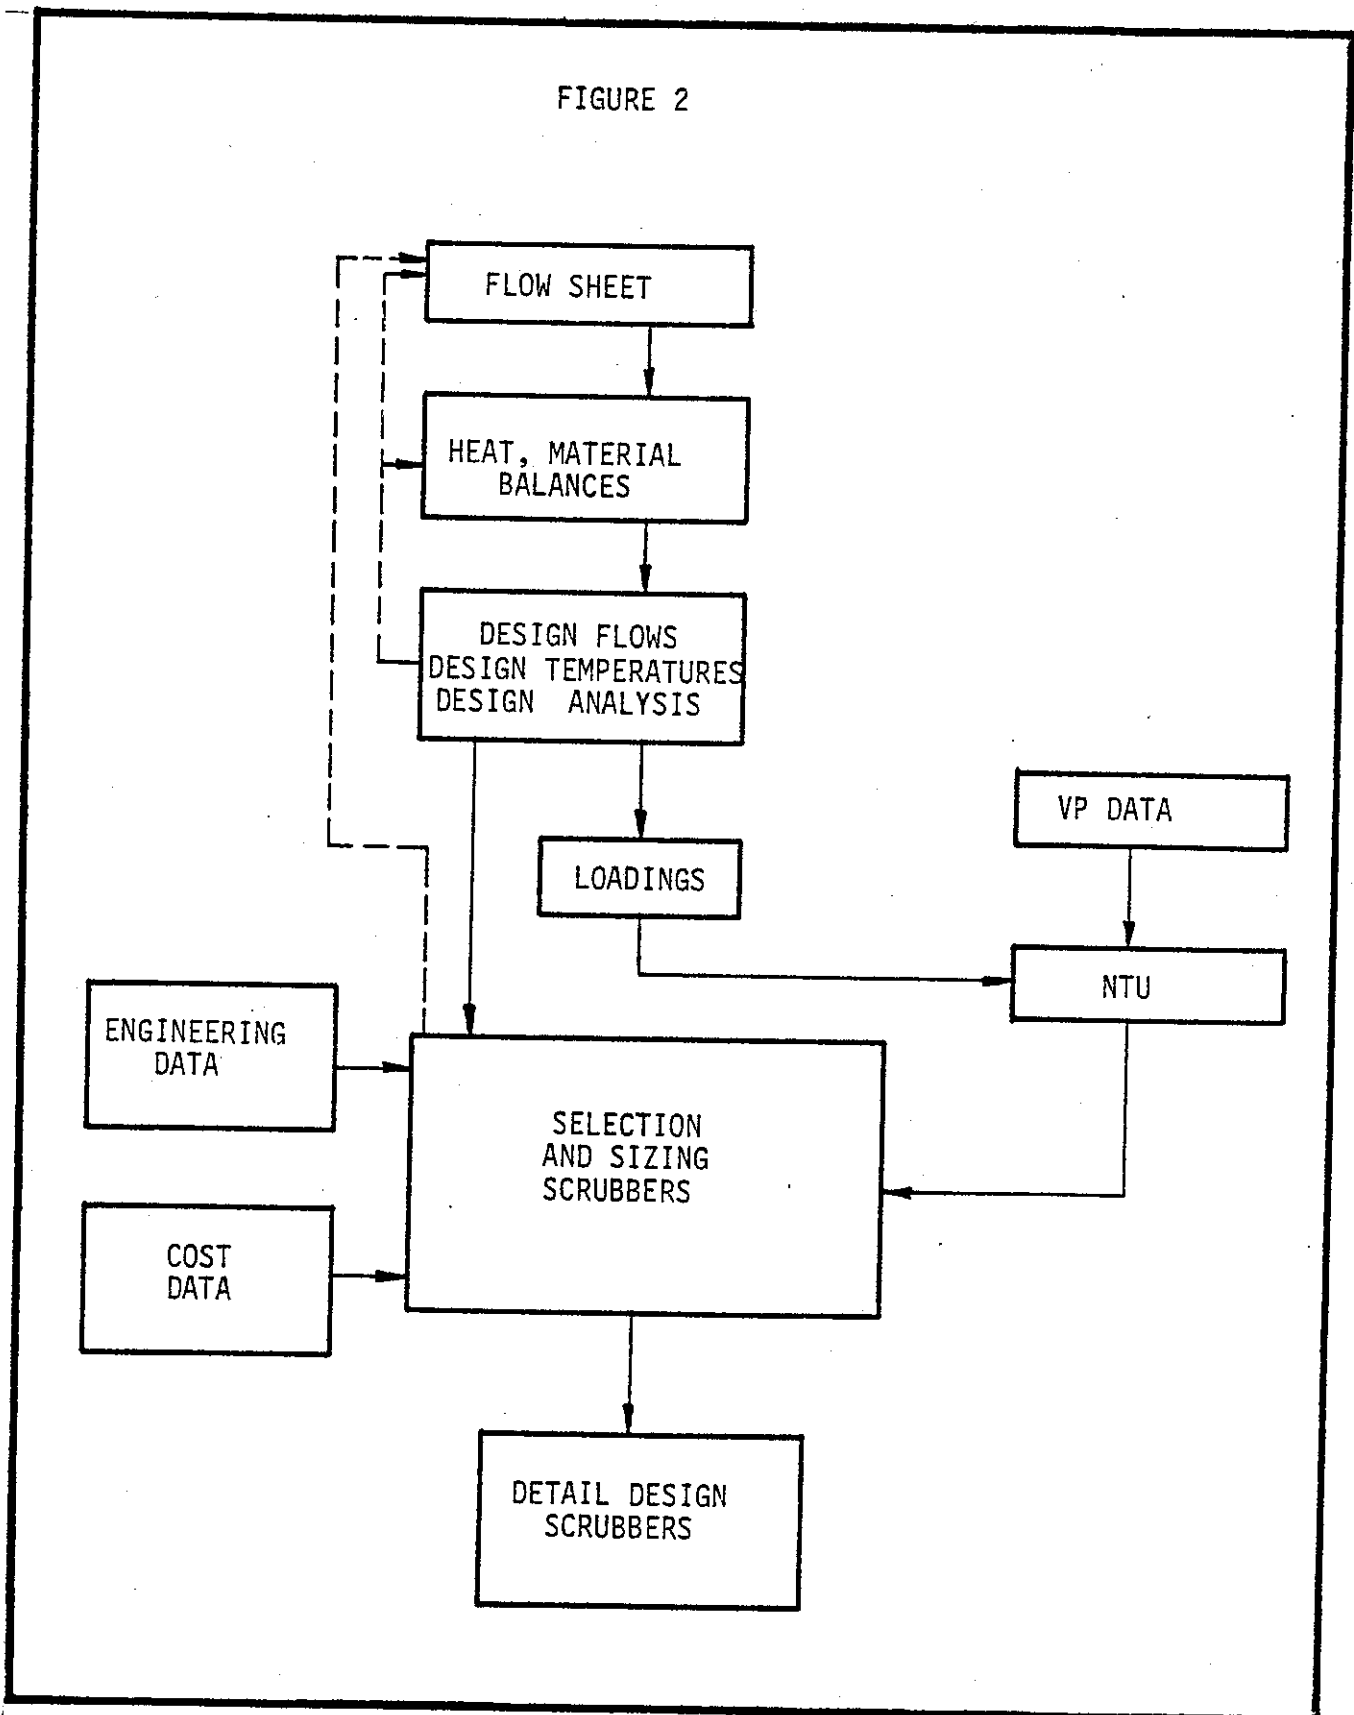 FIGURE 2
FLOW SHEET
HEAT, MATERIAL
BALANCES
DESIGN FLOWS
DESIGN TEMPERATURES
DESIGN ANALYSIS
VP DATA
LOADINGS
NTU
ENGINEERING
DATA
SELECTION
AND SIZING
SCRUBBERS
COST
DATA
DETAIL DESIGN
SCRUBBERS